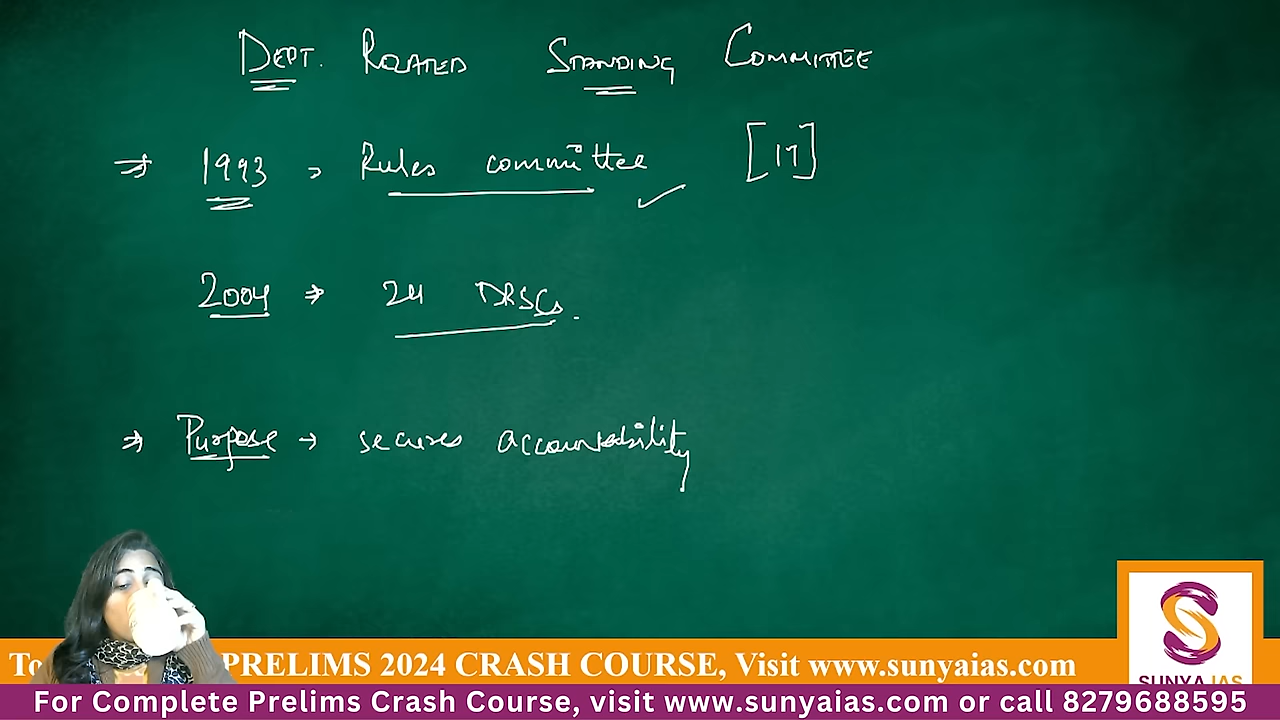 DEPT. RELATED STANDING COMMITTEE
⇒ 1993, Rules committee ✓ [17]
2004 ⇒ 24 DRSCs.
⇒ Purpose → secures accountability
To PRELIMS 2024 CRASH COURSE, Visit www.sunyaias.com
SUNYA IAS
For Complete Prelims Crash Course, visit www.sunyaias.com or call 8279688595